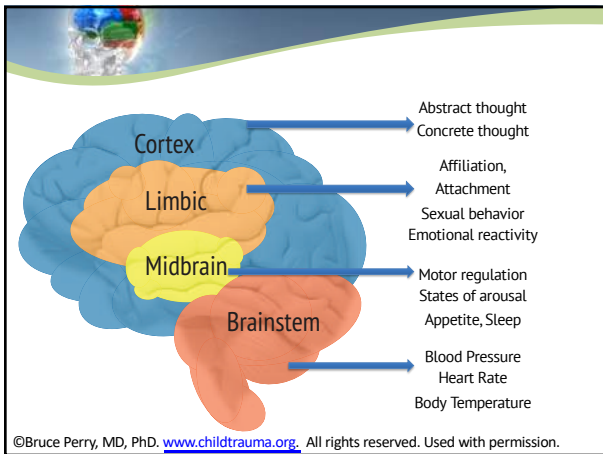 Cortex
Limbic
Midbrain
Brainstem
Abstract thought
Concrete thought
Affiliation,
Attachment
Sexual behavior
Emotional reactivity
Motor regulation
States of arousal
Appetite, Sleep
Blood Pressure
Heart Rate
Body Temperature
©Bruce Perry, MD, PhD. www.childtrauma.org. All rights reserved. Used with permission.